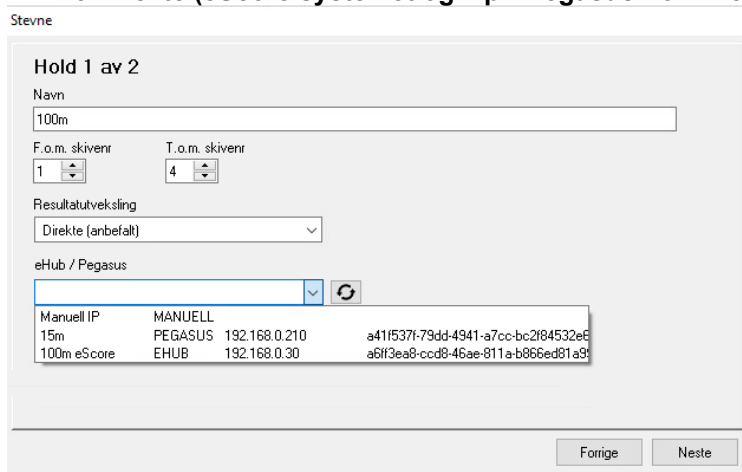 Stevne
Hold 1 av 2
Navn
100m
F.o.m. skivenr T.o.m. skivenr
1 4
Resultatutveksling
Direkte (anbefalt)
eHub / Pegasus
Manuell IP MANUELL
15m PEGASUS 192.168.0.210 a41f537f-79dd-4941-a7cc-bc2f84532e6
100m eScore EHUB 192.168.0.30 a6ff3ea8-ccd8-46ae-811a-b866ed81a9
Forrige Neste